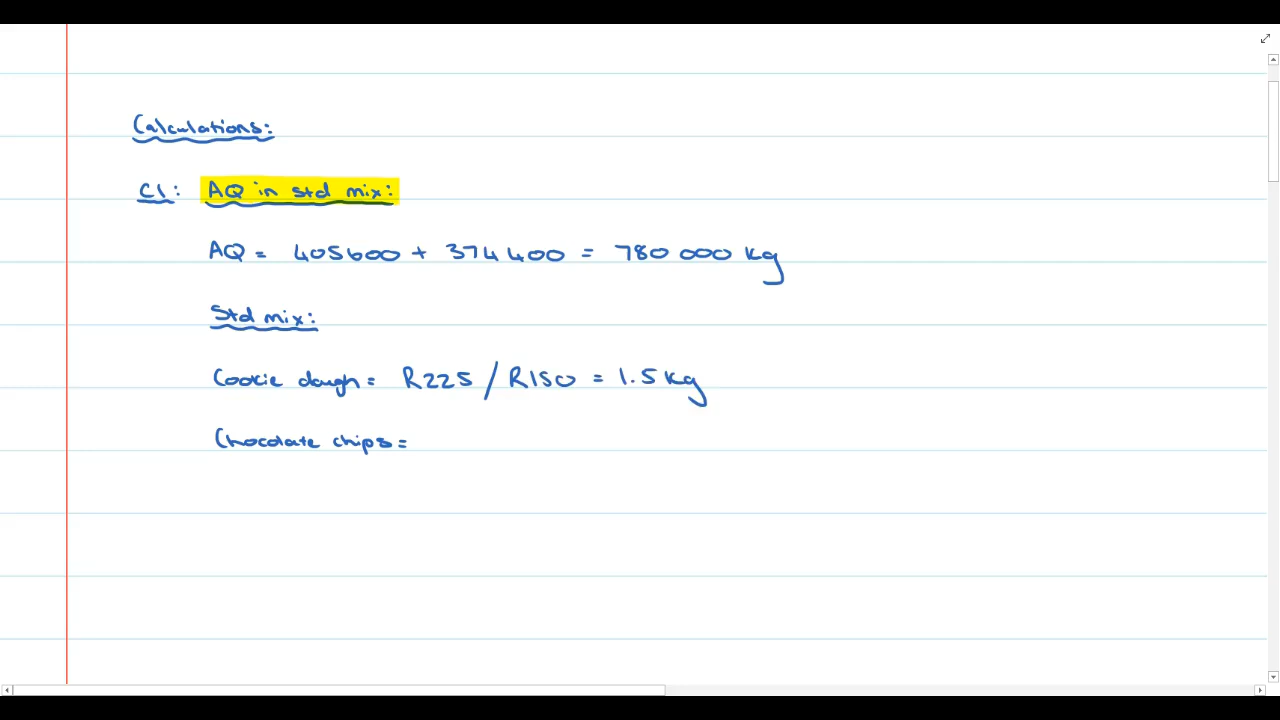 Calculations:
C1: AQ in std mix:
AQ = 405600 + 374400 = 780 000 kg
Std mix:
Cookie dough = R225 / R150 = 1.5 kg
Chocolate chips =